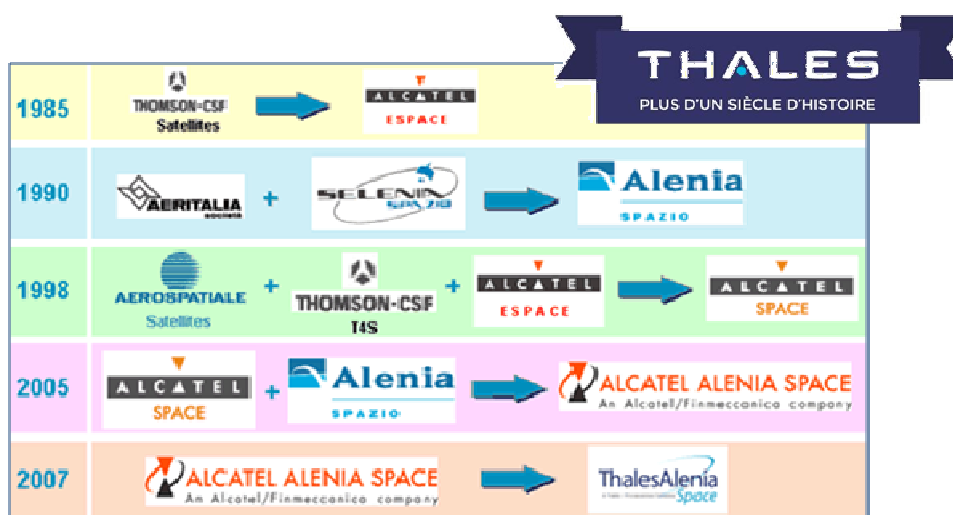 THALES
PLUS D'UN SIÈCLE D'HISTOIRE
1985
THOMSON-CSF
Satellites
ALCATEL
ESPACE
1990
AERITALIA
società
+
SELENIA
SPAZIO
Alenia
SPAZIO
1998
AEROSPATIALE
Satellites
+
THOMSON-CSF
T4S
+
ALCATEL
ESPACE
ALCATEL
SPACE
2005
ALCATEL
SPACE
+
Alenia
SPAZIO
ALCATEL ALENIA SPACE
An Alcatel/Finmeccanica company
2007
ALCATEL ALENIA SPACE
An Alcatel/Finmeccanica company
ThalesAlenia
Space